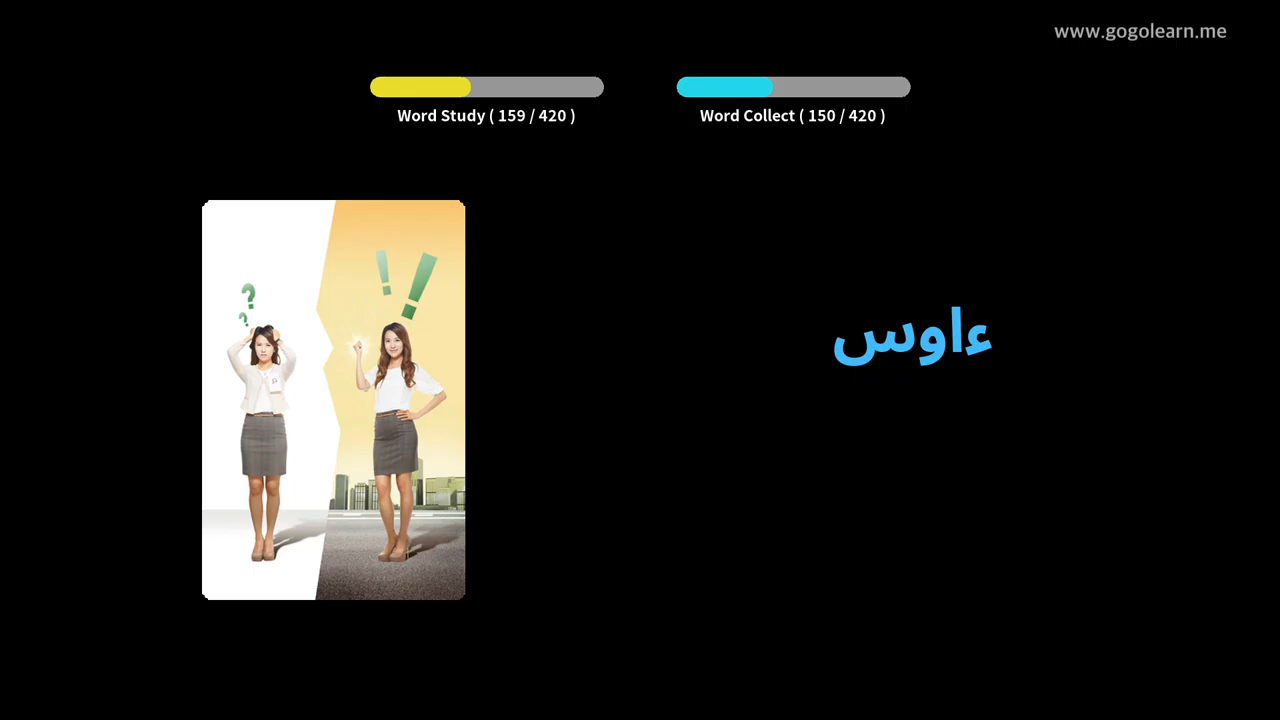 www.gogolearn.me
Word Study ( 159 / 420 )
Word Collect ( 150 / 420 )
? ?
! !
ءاوس